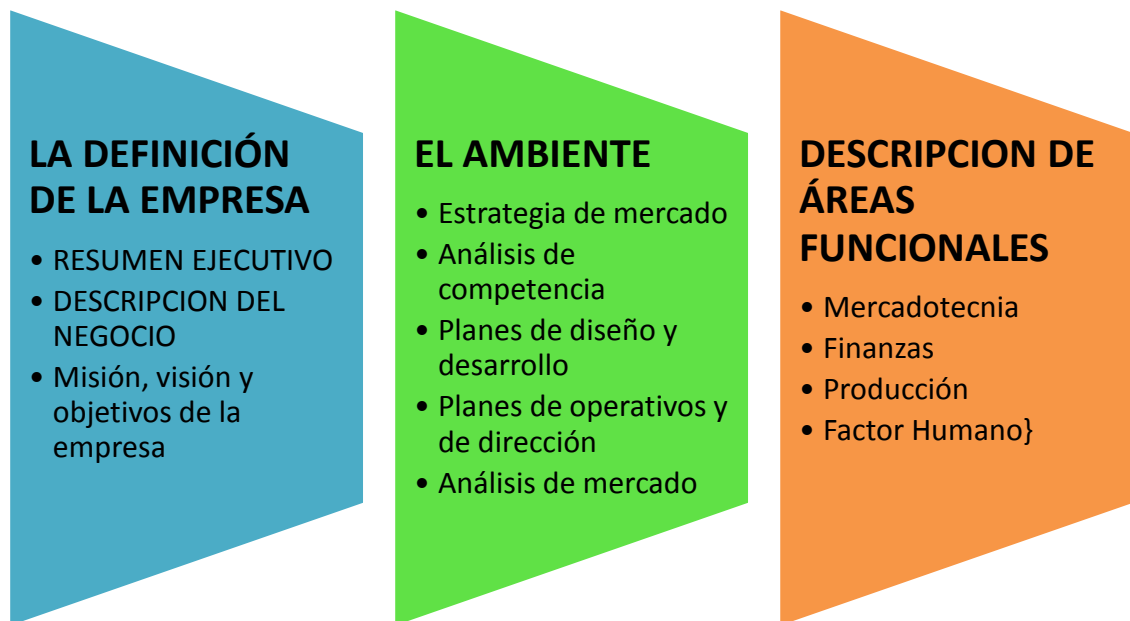 LA DEFINICIÓN
DE LA EMPRESA
• RESUMEN EJECUTIVO
• DESCRIPCION DEL
NEGOCIO
• Misión, visión y
objetivos de la
empresa
EL AMBIENTE
• Estrategia de mercado
• Análisis de
competencia
• Planes de diseño y
desarrollo
• Planes de operativos y
de dirección
• Análisis de mercado
DESCRIPCION DE
ÁREAS
FUNCIONALES
• Mercadotecnia
• Finanzas
• Producción
• Factor Humano}